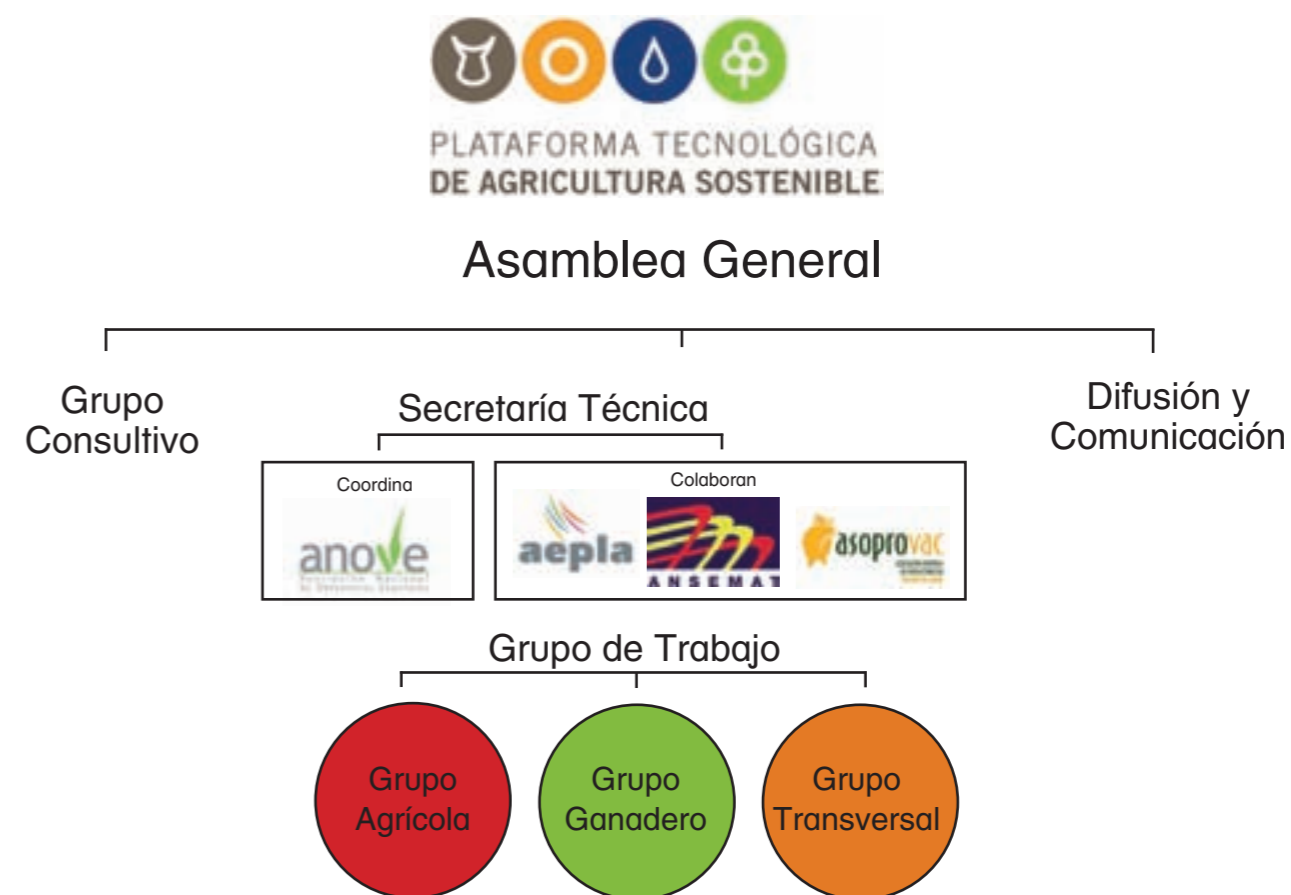 PLATAFORMA TECNOLÓGICA
DE AGRICULTURA SOSTENIBLE
Asamblea General
Grupo
Consultivo
Secretaría Técnica
Difusión y
Comunicación
Coordina
anove
Colaboran
aepla
ANSEMAT
asoprovac
Grupo de Trabajo
Grupo
Agrícola
Grupo
Ganadero
Grupo
Transversal